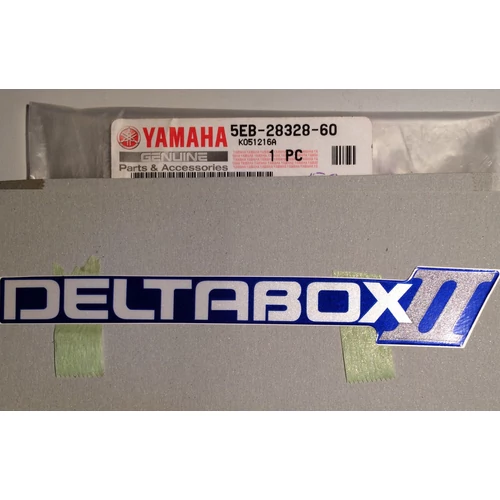 YAMAHA
GENUINE
Parts & Accessories
5EB-28328-60
K051216A
1 PC
DELTABOX II